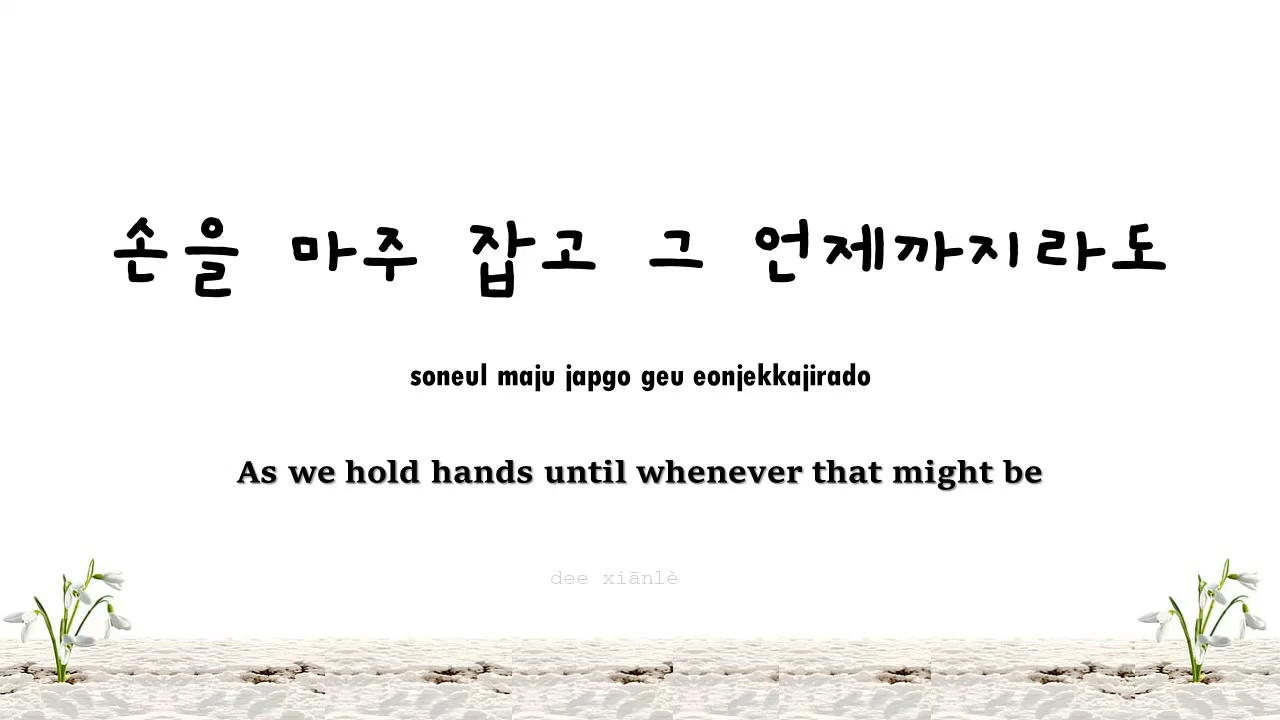 손을 마주 잡고 그 언제까지라도
soneul maju japgo geu eonjekkajirado
As we hold hands until whenever that might be
dee xiānlè